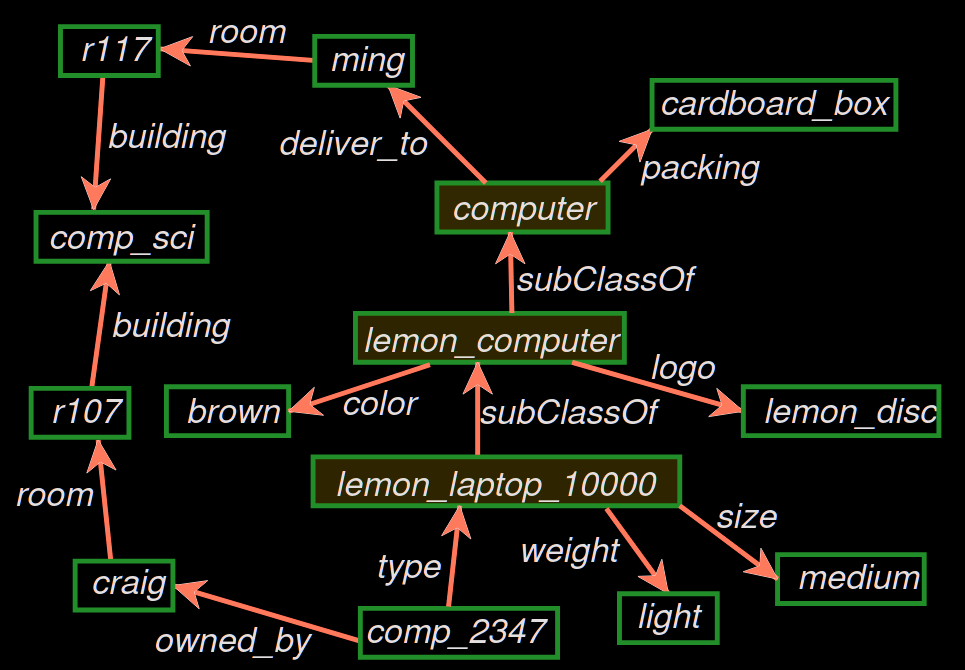 room
r117
ming
cardboard_box
building
deliver_to
packing
computer
comp_sci
subClassOf
building
lemon_computer
logo
r107
brown
color
subClassOf
lemon_disc
lemon_laptop_10000
room
size
weight
type
craig
medium
light
owned_by
comp_2347